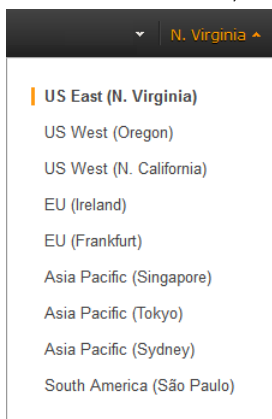 N. Virginia
US East (N. Virginia)
US West (Oregon)
US West (N. California)
EU (Ireland)
EU (Frankfurt)
Asia Pacific (Singapore)
Asia Pacific (Tokyo)
Asia Pacific (Sydney)
South America (São Paulo)